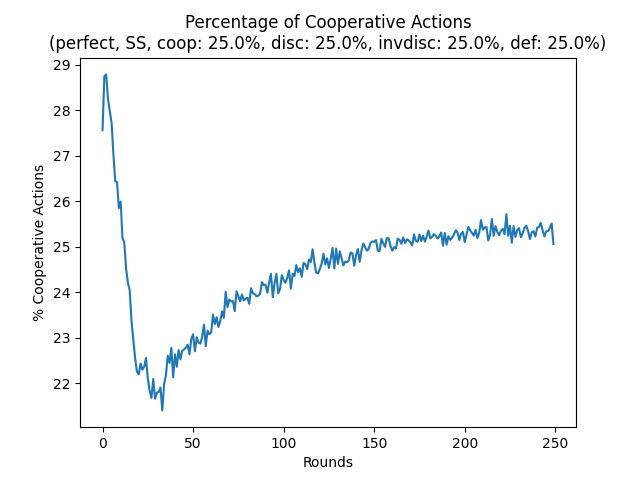 Percentage of Cooperative Actions
(perfect, SS, coop: 25.0%, disc: 25.0%, invdisc: 25.0%, def: 25.0%)
29
28
27
26
25
24
23
22
% Cooperative Actions
0 50 100 150 200 250
Rounds